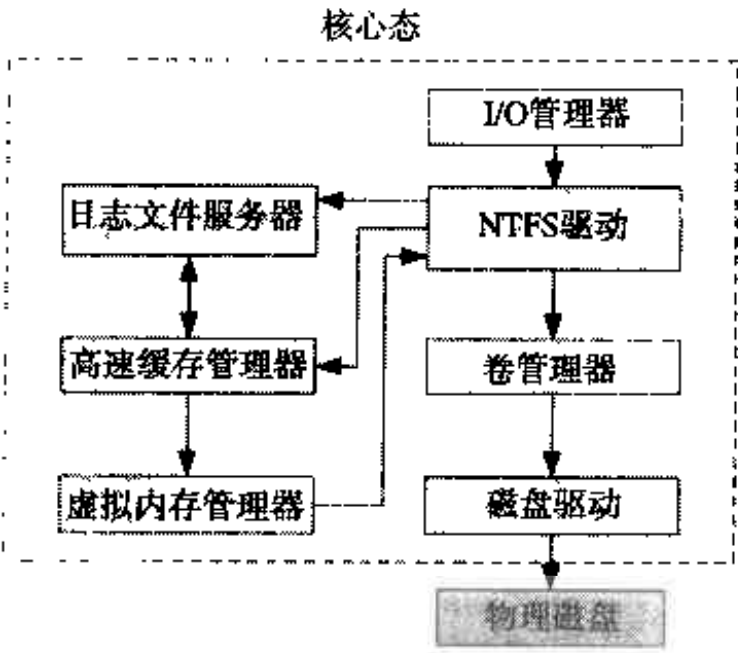 核心态
I/O管理器
日志文件服务器
NTFS驱动
高速缓存管理器
卷管理器
虚拟内存管理器
磁盘驱动
物理磁盘